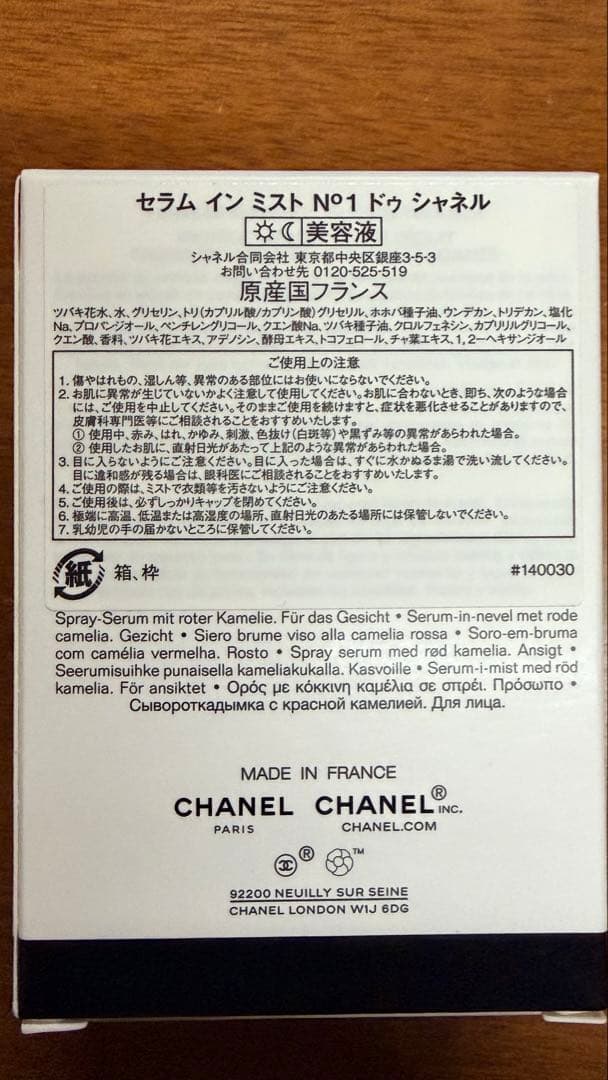 セラム イン ミスト Nº1 ドゥ シャネル
美容液
シャネル合同会社 東京都中央区銀座3-5-3
お問い合わせ先 0120-525-519
原産国フランス
ツバキ花水、水、グリセリン、トリ(カプリル酸/カプリン酸)グリセリル、ホホバ種子油、ウンデカン、トリデカン、塩化
Na、プロパンジオール、ペンチレングリコール、クエン酸Na、ツバキ種子油、クロルフェネシン、カプリリルグリコール、
クエン酸、香料、ツバキ花エキス、アデノシン、酵母エキス、トコフェロール、チャ葉エキス、1,2-ヘキサンジオール
ご使用上の注意
1. 傷やはれもの、湿しん等、異常のある部位にはお使いにならないでください。
2. お肌に異常が生じていないかよく注意して使用してください。お肌に合わないとき、即ち、次のような場合
には、ご使用を中止してください。そのままご使用を続けますと、症状を悪化させることがありますので、
皮膚科専門医等にご相談されることをおすすめいたします。
① 使用中、赤み、はれ、かゆみ、刺激、色抜け(白斑等)や黒ずみ等の異常があらわれた場合。
② 使用したお肌に、直射日光があたって上記のような異常があらわれた場合。
3. 目に入らないようにご注意ください。目に入った場合は、すぐに水かぬるま湯で洗い流してください。
目に違和感が残る場合は、眼科医にご相談されることをおすすめいたします。
4. ご使用の際は、ミストで衣類等を汚さないようにご注意ください。
5. ご使用後は、必ずしっかりキャップを閉めてください。
6. 極端に高温、低温または高湿度の場所、直射日光のあたる場所には保管しないでください。
7. 乳幼児の手の届かないところに保管してください。
紙 箱、枠 #140030
Spray-Serum mit roter Kamelie. Für das Gesicht • Serum-in-nevel met rode
camelia. Gezicht • Siero brume viso alla camelia rossa • Soro-em-bruma
com camélia vermelha. Rosto • Spray serum med rød kamelia. Ansigt •
Seerumisuihke punaisella kameliakukalla. Kasvoille • Serum-i-mist med röd
kamelia. För ansiktet • Ορός με κόκκινη καμέλια σε σπρέι. Πρόσωπο •
Сывороткадымка с красной камелией. Для лица.
MADE IN FRANCE
CHANEL CHANEL® INC.
PARIS CHANEL.COM
® ™
92200 NEUILLY SUR SEINE
CHANEL LONDON W1J 6DG